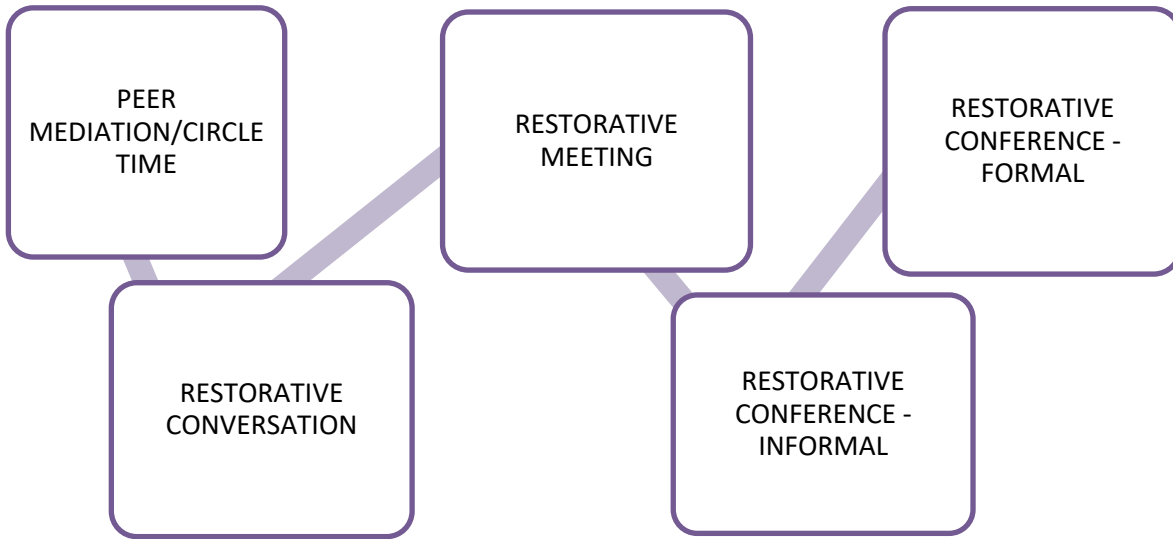 PEER
MEDIATION/CIRCLE
TIME
RESTORATIVE
CONVERSATION
RESTORATIVE
MEETING
RESTORATIVE
CONFERENCE -
INFORMAL
RESTORATIVE
CONFERENCE -
FORMAL